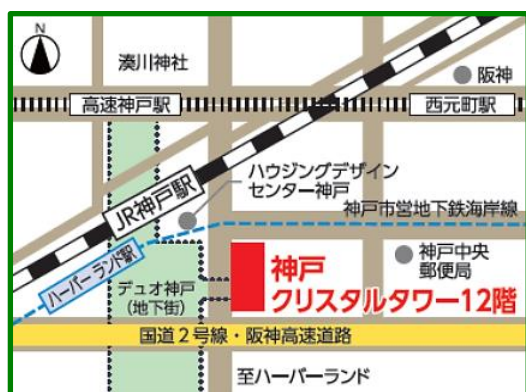 N
湊川神社
阪神
高速神戸駅
西元町駅
ハウジングデザイン
センター神戸
JR神戸駅
神戸市営地下鉄海岸線
ハーバーランド駅
神戸中央
郵便局
神戸
クリスタルタワー12階
デュオ神戸
(地下街)
国道2号線・阪神高速道路
至ハーバーランド